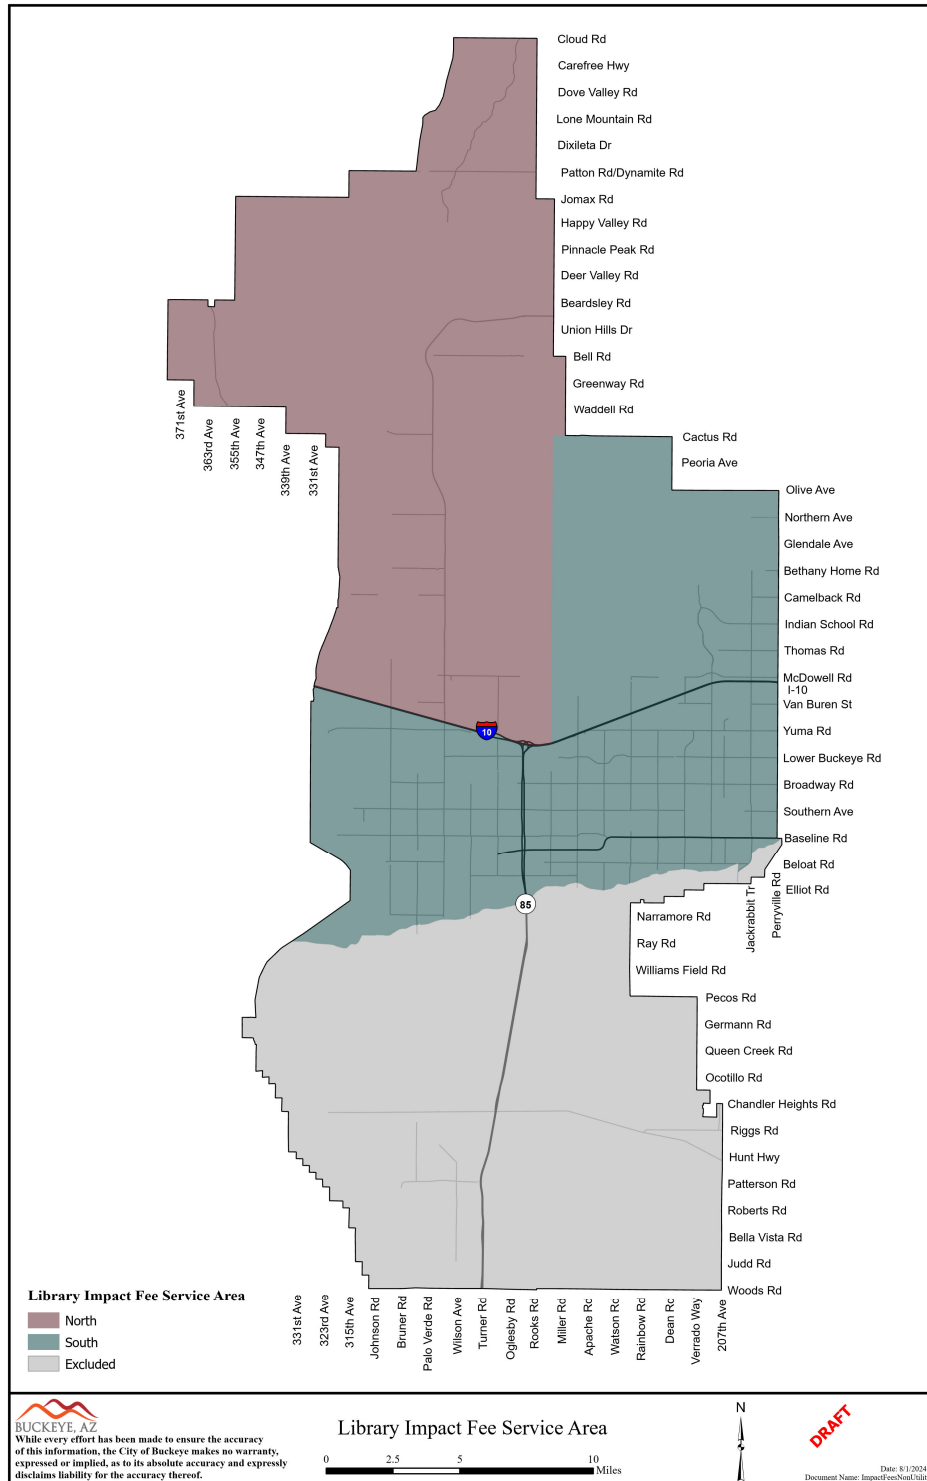 Cloud Rd
Carefree Hwy
Dove Valley Rd
Lone Mountain Rd
Dixileta Dr
Patton Rd/Dynamite Rd
Jomax Rd
Happy Valley Rd
Pinnacle Peak Rd
Deer Valley Rd
Beardsley Rd
Union Hills Dr
Bell Rd
Greenway Rd
Waddell Rd
371st Ave
363rd Ave
355th Ave
347th Ave
339th Ave
331st Ave
Cactus Rd
Peoria Ave
Olive Ave
Northern Ave
Glendale Ave
Bethany Home Rd
Camelback Rd
Indian School Rd
Thomas Rd
McDowell Rd
I-10
Van Buren St
10
Yuma Rd
Lower Buckeye Rd
Broadway Rd
Southern Ave
Baseline Rd
Beloat Rd
Elliot Rd
Perryville Rd
Jackrabbit Tr
85
Narramore Rd
Ray Rd
Williams Field Rd
Pecos Rd
Germann Rd
Queen Creek Rd
Ocotillo Rd
Chandler Heights Rd
Riggs Rd
Hunt Hwy
Patterson Rd
Roberts Rd
Bella Vista Rd
Judd Rd
Woods Rd
331st Ave
323rd Ave
315th Ave
Johnson Rd
Bruner Rd
Palo Verde Rd
Wilson Ave
Turner Rd
Oglesby Rd
Rooks Rd
Miller Rd
Apache Rd
Watson Rd
Rainbow Rd
Dean Rd
Verrado Way
207th Ave
Library Impact Fee Service Area
North
South
Excluded
BUCKEYE, AZ
While every effort has been made to ensure the accuracy
of this information, the City of Buckeye makes no warranty,
expressed or implied, as to its absolute accuracy and expressly
disclaims liability for the accuracy thereof.
Library Impact Fee Service Area
0 2.5 5 10
Miles
N
DRAFT
Date: 8/1/2024
Document Name: ImpactFeesNonUtilit